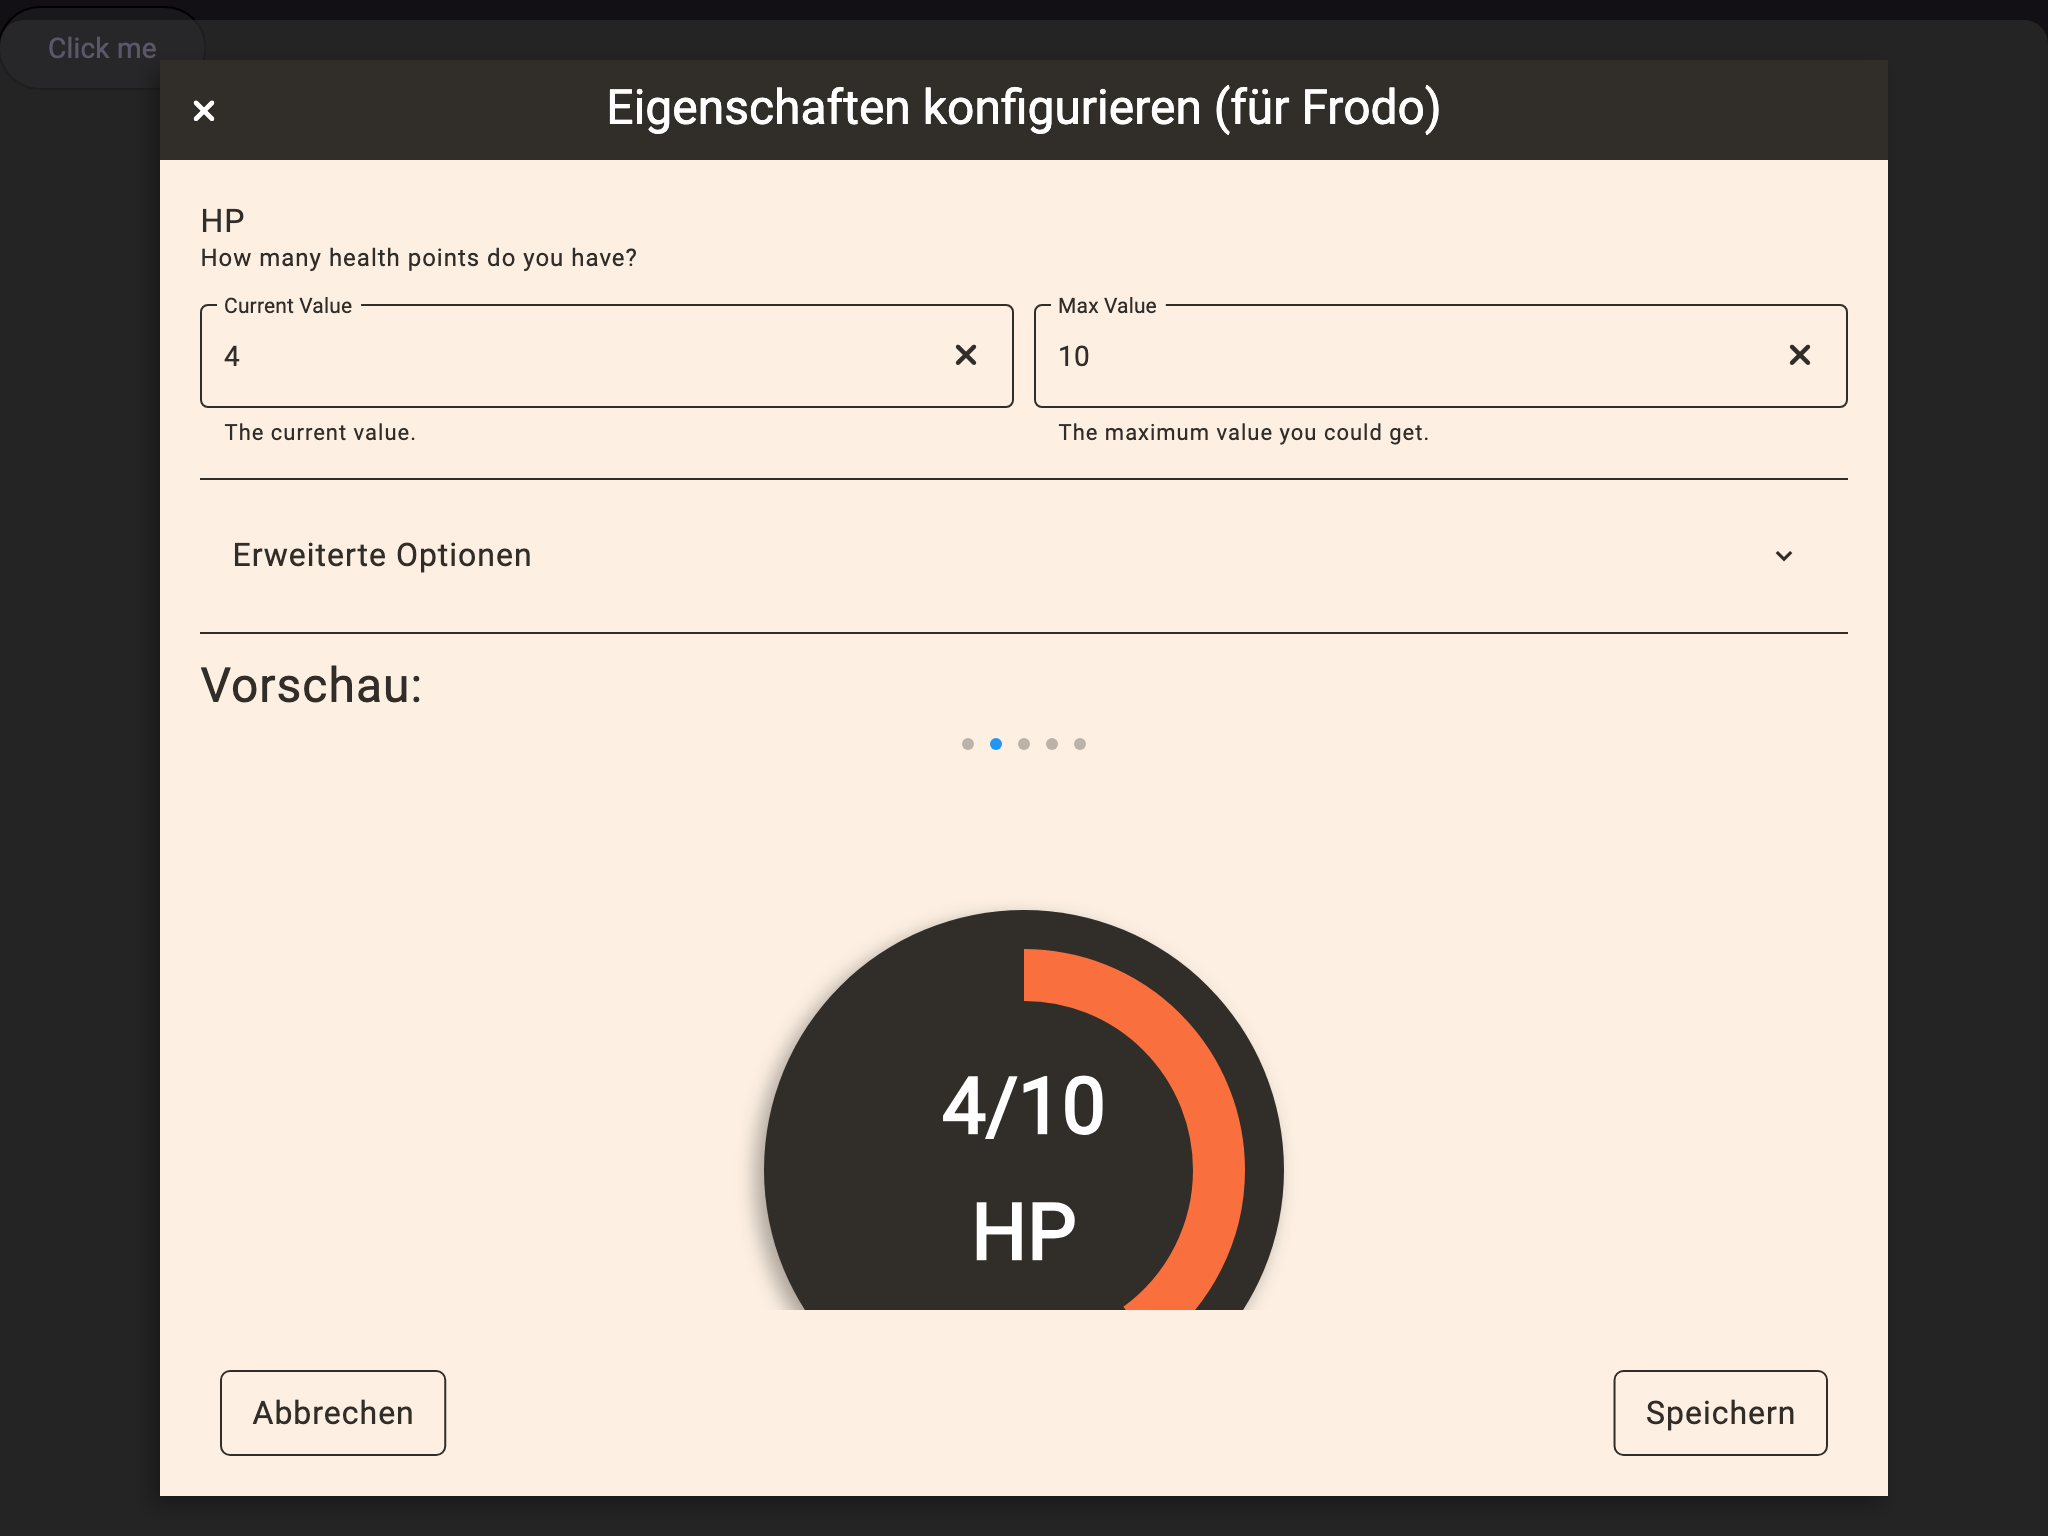 Click me
Eigenschaften konfigurieren (für Frodo)
HP
How many health points do you have?
Current Value
4
The current value.
Max Value
10
The maximum value you could get.
Erweiterte Optionen
Vorschau:
4/10
HP
Abbrechen
Speichern